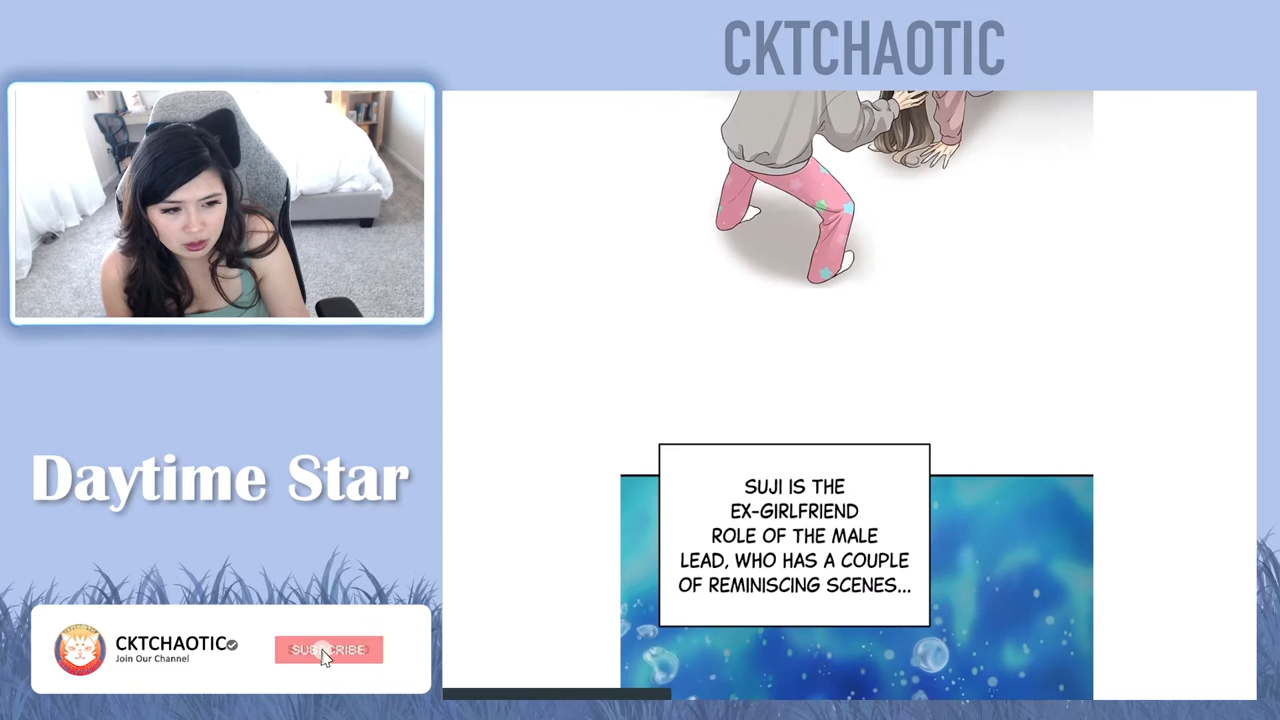 CKTCHAOTIC
Daytime Star
SUJI IS THE
EX-GIRLFRIEND
ROLE OF THE MALE
LEAD, WHO HAS A COUPLE
OF REMINISCING SCENES...
CKTCHAOTIC
Join Our Channel
SUBSCRIBE